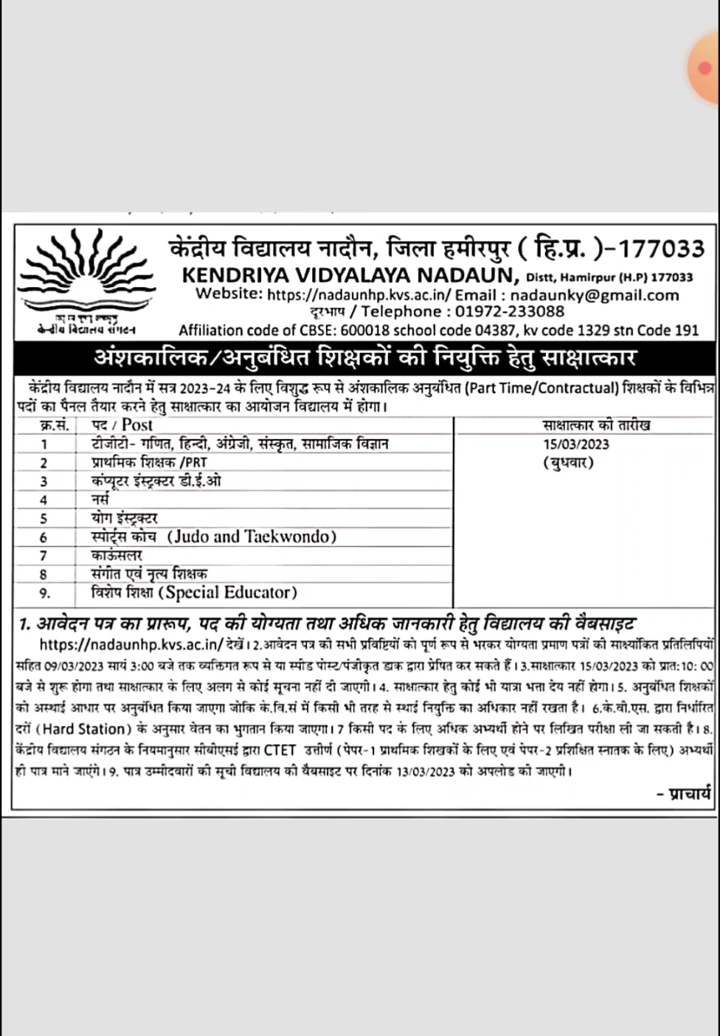 केंद्रीय विद्यालय नादौन, जिला हमीरपुर ( हि.प्र. )-177033
KENDRIYA VIDYALAYA NADAUN, Distt, Hamirpur (H.P) 177033
Website: https://nadaunhp.kvs.ac.in/ Email : nadaunky@gmail.com
दूरभाष / Telephone : 01972-233088
केन्द्रीय विद्यालय संगठन
Affiliation code of CBSE: 600018 school code 04387, kv code 1329 stn Code 191
अंशकालिक/अनुबंधित शिक्षकों की नियुक्ति हेतु साक्षात्कार
केंद्रीय विद्यालय नादौन में सत्र 2023-24 के लिए विशुद्ध रूप से अंशकालिक अनुबंधित (Part Time/Contractual) शिक्षकों के विभिन्न
पदों का पैनल तैयार करने हेतु साक्षात्कार का आयोजन विद्यालय में होगा।
क्र.सं. पद / Post साक्षात्कार की तारीख
1 टीजीटी- गणित, हिन्दी, अंग्रेजी, संस्कृत, सामाजिक विज्ञान 15/03/2023
2 प्राथमिक शिक्षक /PRT (बुधवार)
3 कंप्यूटर इंस्ट्रक्टर डी.ई.ओ
4 नर्स
5 योग इंस्ट्रक्टर
6 स्पोर्ट्स कोच (Judo and Taekwondo)
7 काऊंसलर
8 संगीत एवं नृत्य शिक्षक
9. विशेष शिक्षा (Special Educator)
1. आवेदन पत्र का प्रारूप, पद की योग्यता तथा अधिक जानकारी हेतु विद्यालय की वैबसाइट
https://nadaunhp.kvs.ac.in/ देखें। 2.आवेदन पत्र की सभी प्रविष्टियों को पूर्ण रूप से भरकर योग्यता प्रमाण पत्रों की साक्ष्यांकित प्रतिलिपियों
सहित 09/03/2023 सायं 3:00 बजे तक व्यक्तिगत रूप से या स्पीड पोस्ट/पंजीकृत डाक द्वारा प्रेषित कर सकते हैं। 3.साक्षात्कार 15/03/2023 को प्रात:10: 00
बजे से शुरू होगा तथा साक्षात्कार के लिए अलग से कोई सूचना नहीं दी जाएगी। 4. साक्षात्कार हेतु कोई भी यात्रा भत्ता देय नहीं होगा। 5. अनुबंधित शिक्षकों
को अस्थाई आधार पर अनुबंधित किया जाएगा जोकि के.वि.सं में किसी भी तरह से स्थाई नियुक्ति का अधिकार नहीं रखता है। 6.के.वी.एस. द्वारा निर्धारित
दरों (Hard Station) के अनुसार वेतन का भुगतान किया जाएगा। 7 किसी पद के लिए अधिक अभ्यर्थी होने पर लिखित परीक्षा ली जा सकती है। 8.
केंद्रीय विद्यालय संगठन के नियमानुसार सीबीएसई द्वारा CTET उत्तीर्ण (पेपर-1 प्राथमिक शिखकों के लिए एवं पेपर-2 प्रशिक्षित स्नातक के लिए) अभ्यर्थी
ही पात्र माने जाएंगे। 9. पात्र उम्मीदवारों की सूची विद्यालय की वैबसाइट पर दिनांक 13/03/2023 को अपलोड की जाएगी।
- प्राचार्य